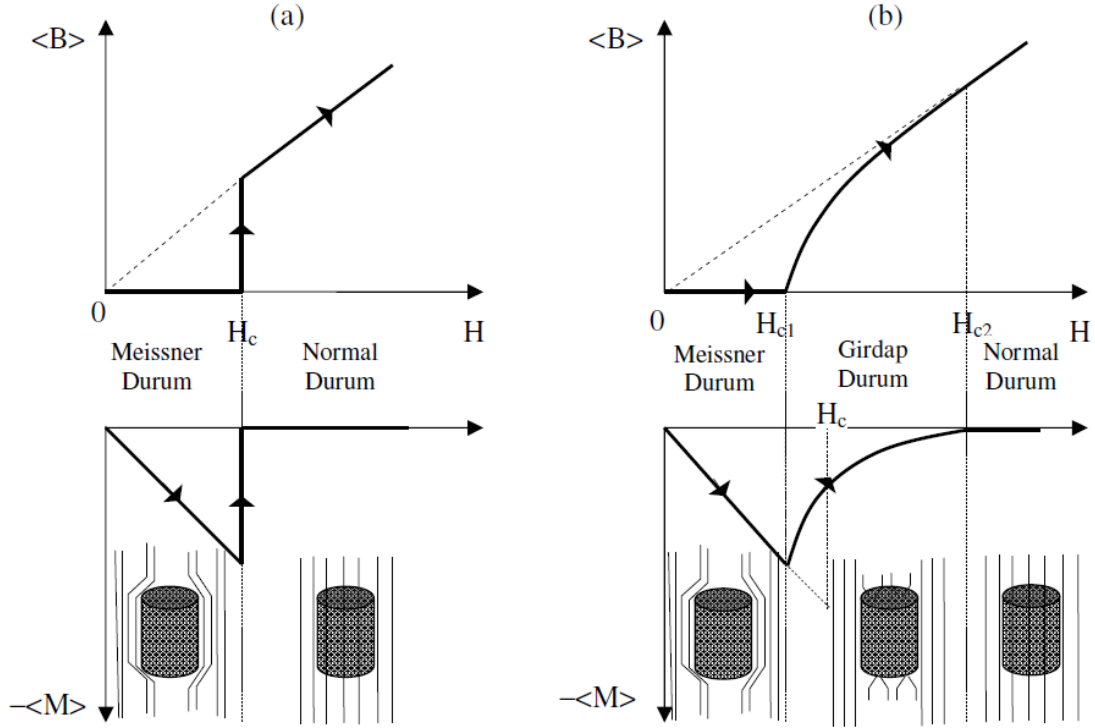 (a)
(b)
<B>
<B>
0
H_c
H
0
H_c1
H_c2
H
Meissner
Durum
Normal
Durum
Meissner
Durum
Girdap
Durum
Normal
Durum
H_c
−<M>
−<M>